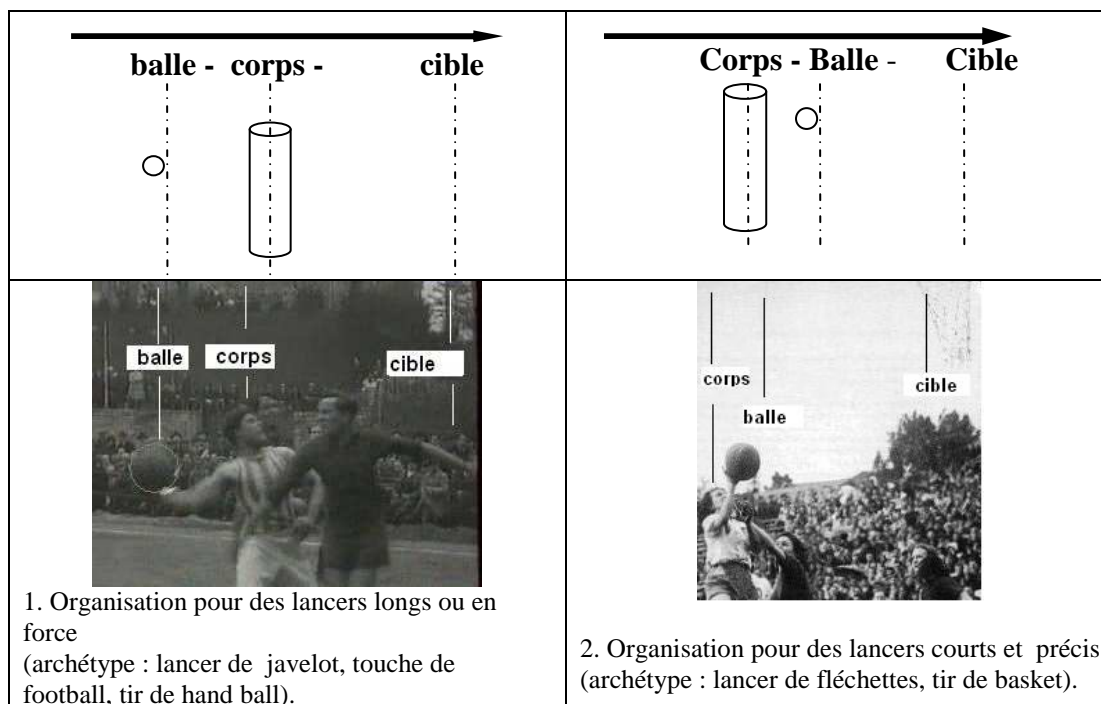 balle - corps - cible
Corps - Balle - Cible
balle corps cible
corps balle cible
1. Organisation pour des lancers longs ou en
force
(archétype : lancer de javelot, touche de
football, tir de hand ball).
2. Organisation pour des lancers courts et précis
(archétype : lancer de fléchettes, tir de basket).